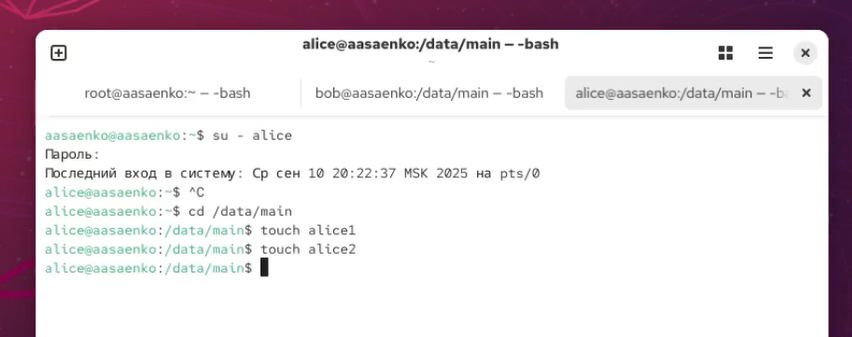 alice@aasaenko:/data/main — -bash
~
root@aasaenko:~ — -bash
bob@aasaenko:/data/main — -bash
alice@aasaenko:/data/main — -ba
aasaenko@aasaenko:~$ su - alice
Пароль:
Последний вход в систему: Ср сен 10 20:22:37 MSK 2025 на pts/0
alice@aasaenko:~$ ^C
alice@aasaenko:~$ cd /data/main
alice@aasaenko:/data/main$ touch alice1
alice@aasaenko:/data/main$ touch alice2
alice@aasaenko:/data/main$